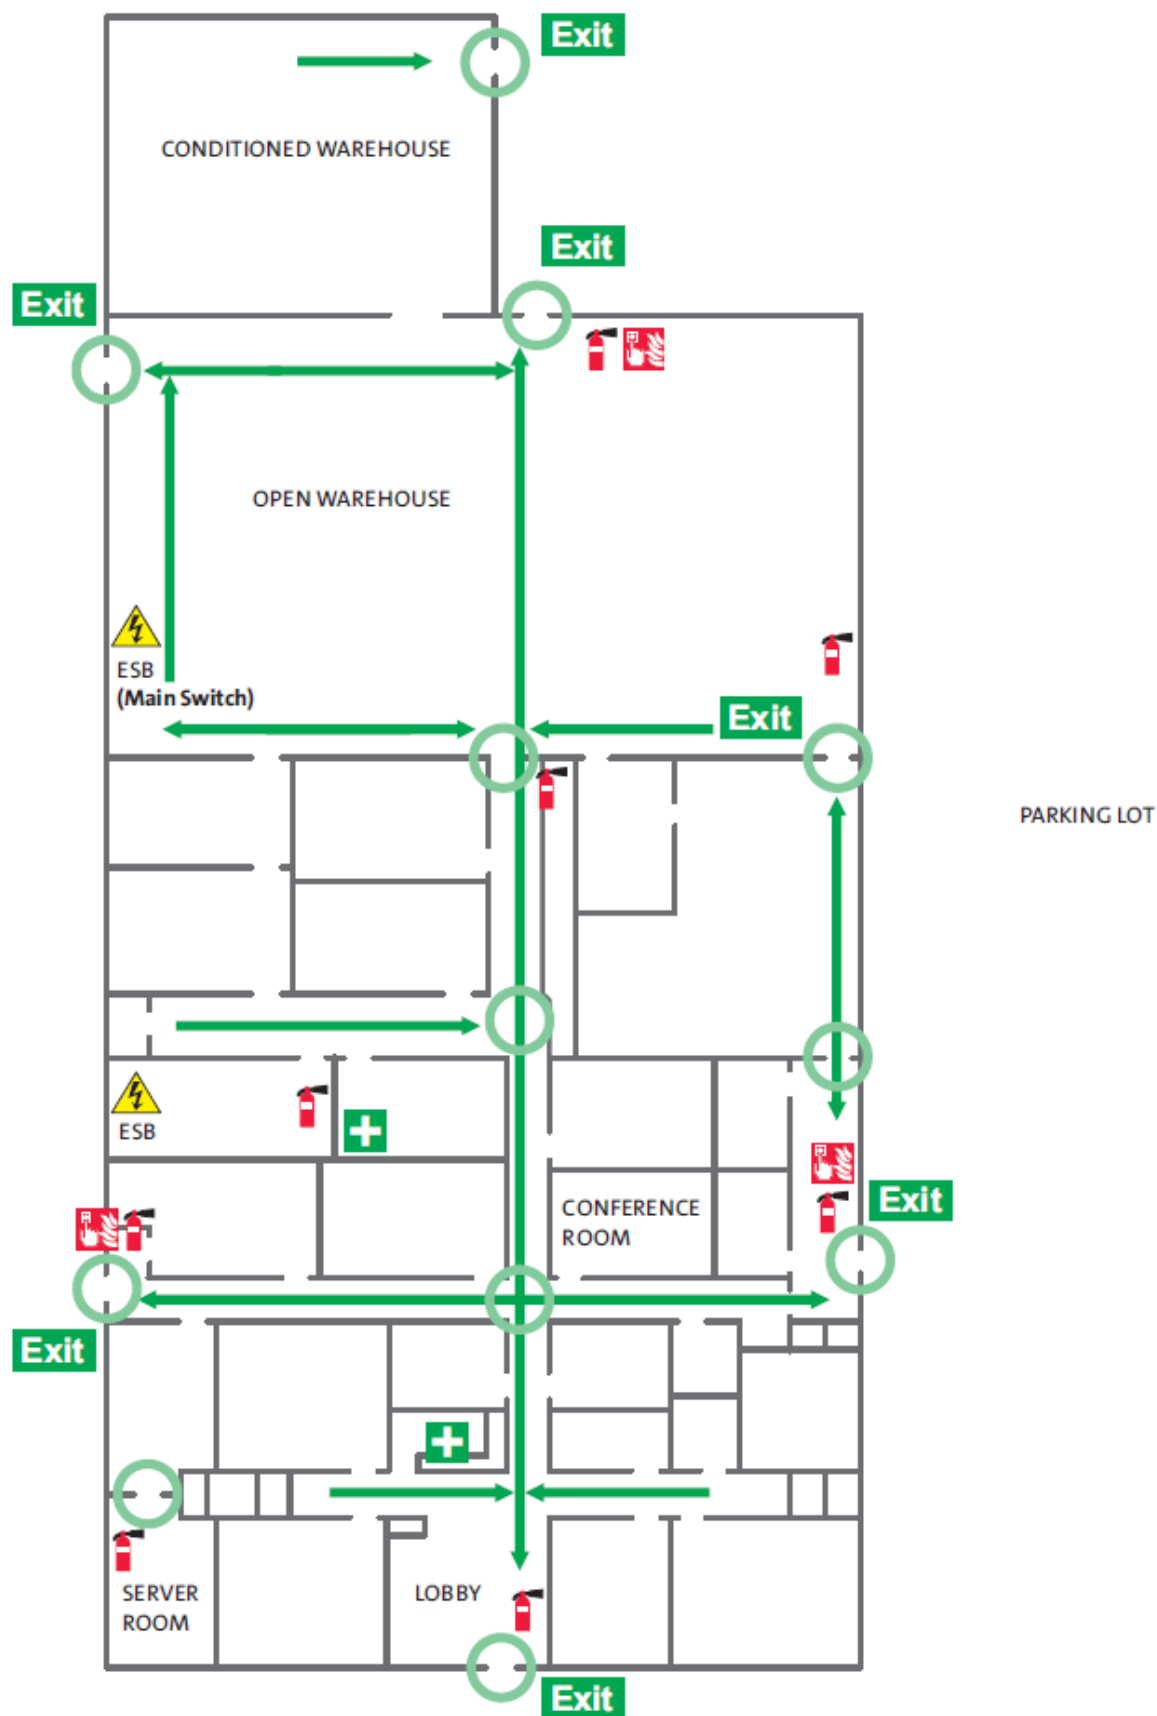 Exit
CONDITIONED WAREHOUSE
Exit
Exit
OPEN WAREHOUSE
ESB
(Main Switch)
Exit
PARKING LOT
ESB
Exit
CONFERENCE
ROOM
Exit
SERVER
ROOM
LOBBY
Exit